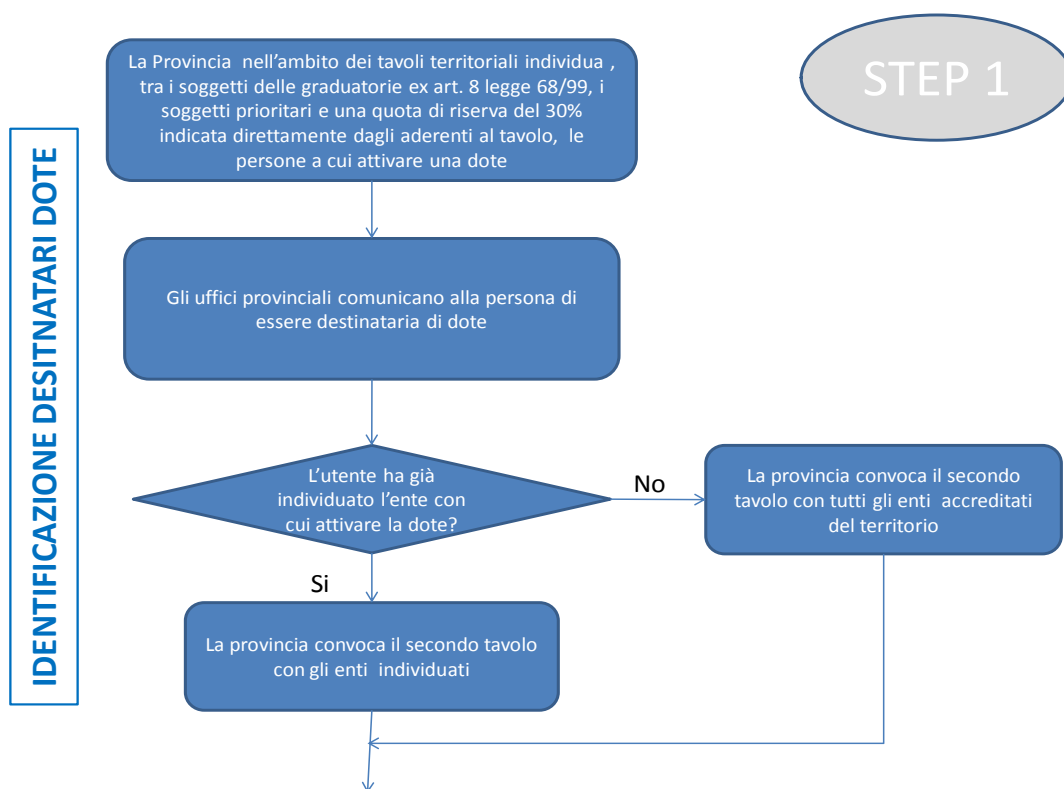 STEP 1
IDENTIFICAZIONE DESITNATARI DOTE
La Provincia  nell'ambito dei tavoli territoriali individua ,
tra i soggetti delle graduatorie ex art. 8 legge 68/99, i
soggetti prioritari e una quota di riserva del 30%
indicata direttamente dagli aderenti al tavolo,  le
persone a cui attivare una dote
Gli uffici provinciali comunicano alla persona di
essere destinataria di dote
L'utente ha già
individuato l'ente con
cui attivare la dote?
No
La provincia convoca il secondo
tavolo con tutti gli enti  accreditati
del territorio
Si
La provincia convoca il secondo tavolo
con gli enti  individuati